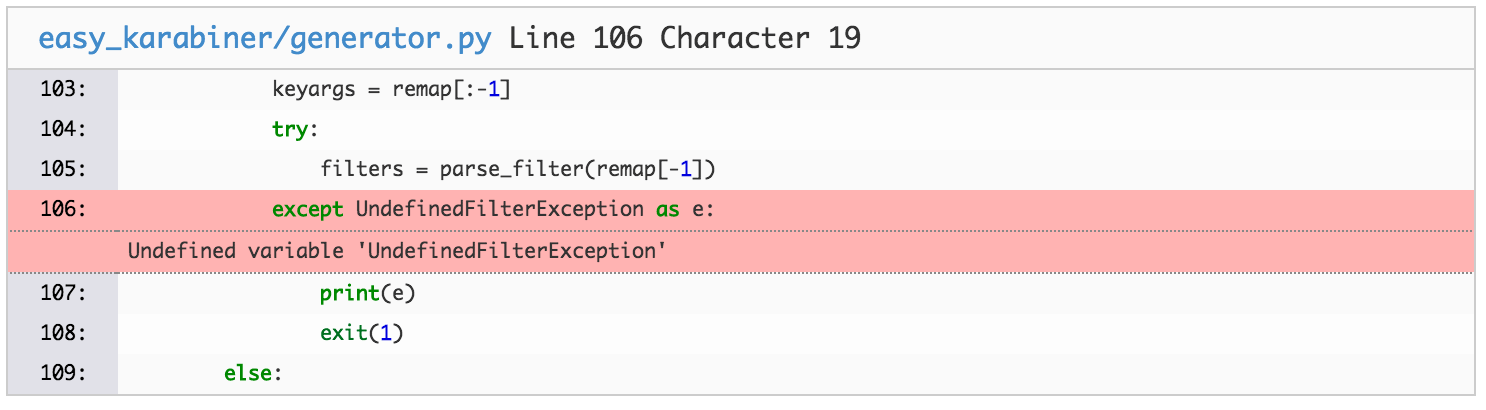 easy_karabiner/generator.py Line 106 Character 19
103: keyargs = remap[:-1]
104: try:
105: filters = parse_filter(remap[-1])
106: except UndefinedFilterException as e:
Undefined variable 'UndefinedFilterException'
107: print(e)
108: exit(1)
109: else: